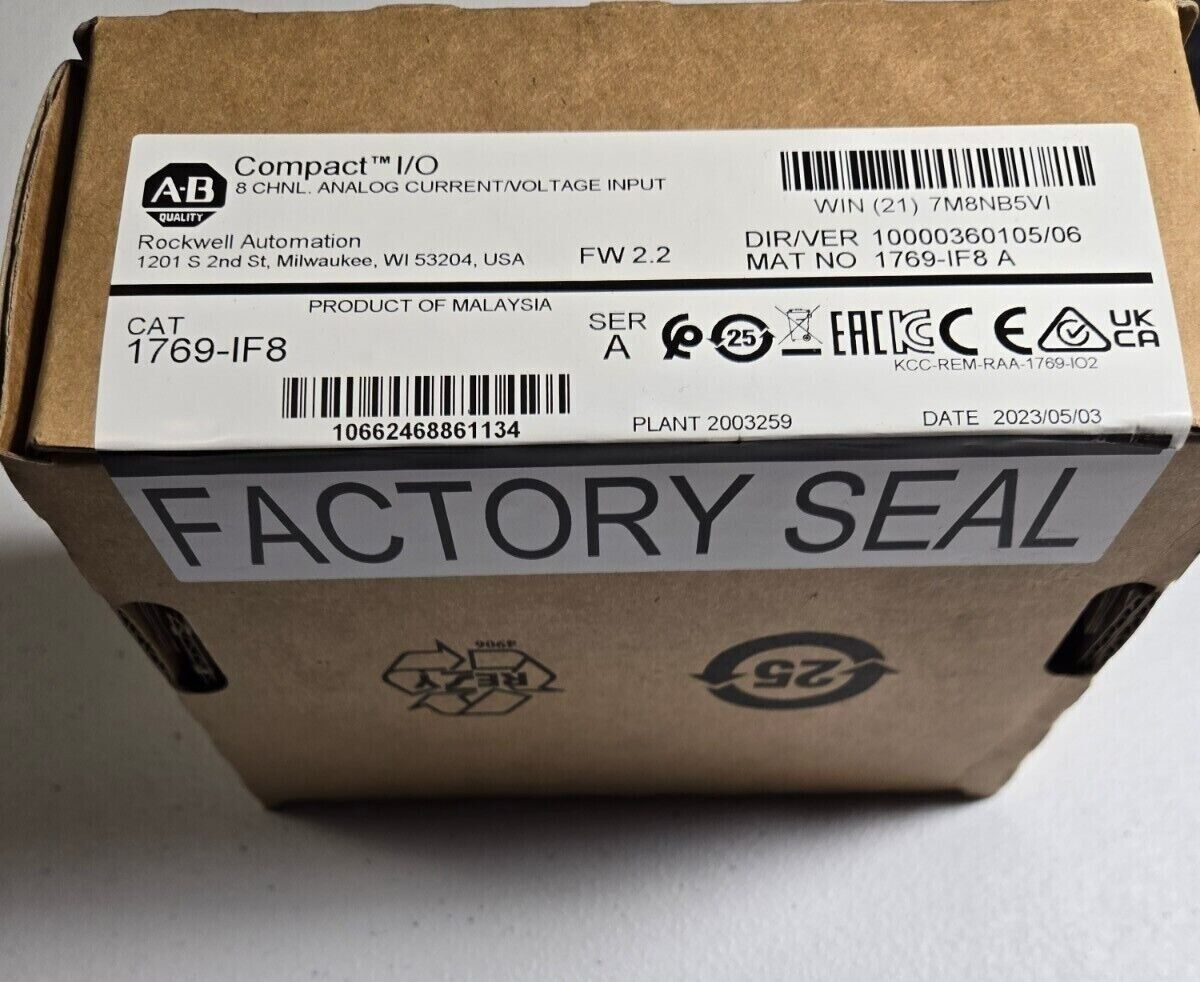 A-B
QUALITY
Compact™ I/O
8 CHNL. ANALOG CURRENT/VOLTAGE INPUT
Rockwell Automation
1201 S 2nd St, Milwaukee, WI 53204, USA
FW 2.2
WIN (21) 7M8NB5VI
DIR/VER 10000360105/06
MAT NO 1769-IF8 A
PRODUCT OF MALAYSIA
CAT
1769-IF8
SER
A
25
EAC
KC
CE
UK
CA
KCC-REM-RAA-1769-IO2
10662468861134
PLANT 2003259
DATE 2023/05/03
FACTORY SEAL
4906
REZY
25